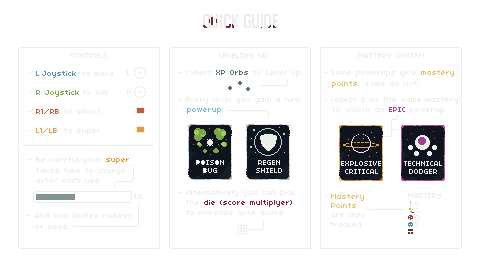 QUICK GUIDE
CONTROLS
- L Joystick to move
L
- R Joystick to aim
R
- R1/RB to shoot
- L1/LB to super
- Be careful, your super
takes time to charge
after each use.
- And has limited number
of uses.
LEVELING UP
- Collect XP Orbs to level up.
- Every level you gain a new
powerup
POISON
BUG
REGEN
SHIELD
- Alternatively you can pick
the die (score multiplyer)
to increase your score.
MASTERY SYSTEM
- Some powerups give mastery
points, some do not.
- Collect 3 of the same mastery
to unlock an EPIC powerup.
EXPLOSIVE
CRITICAL
TECHNICAL
DODGER
- Mastery
Points
are also
tracked.
MASTERY